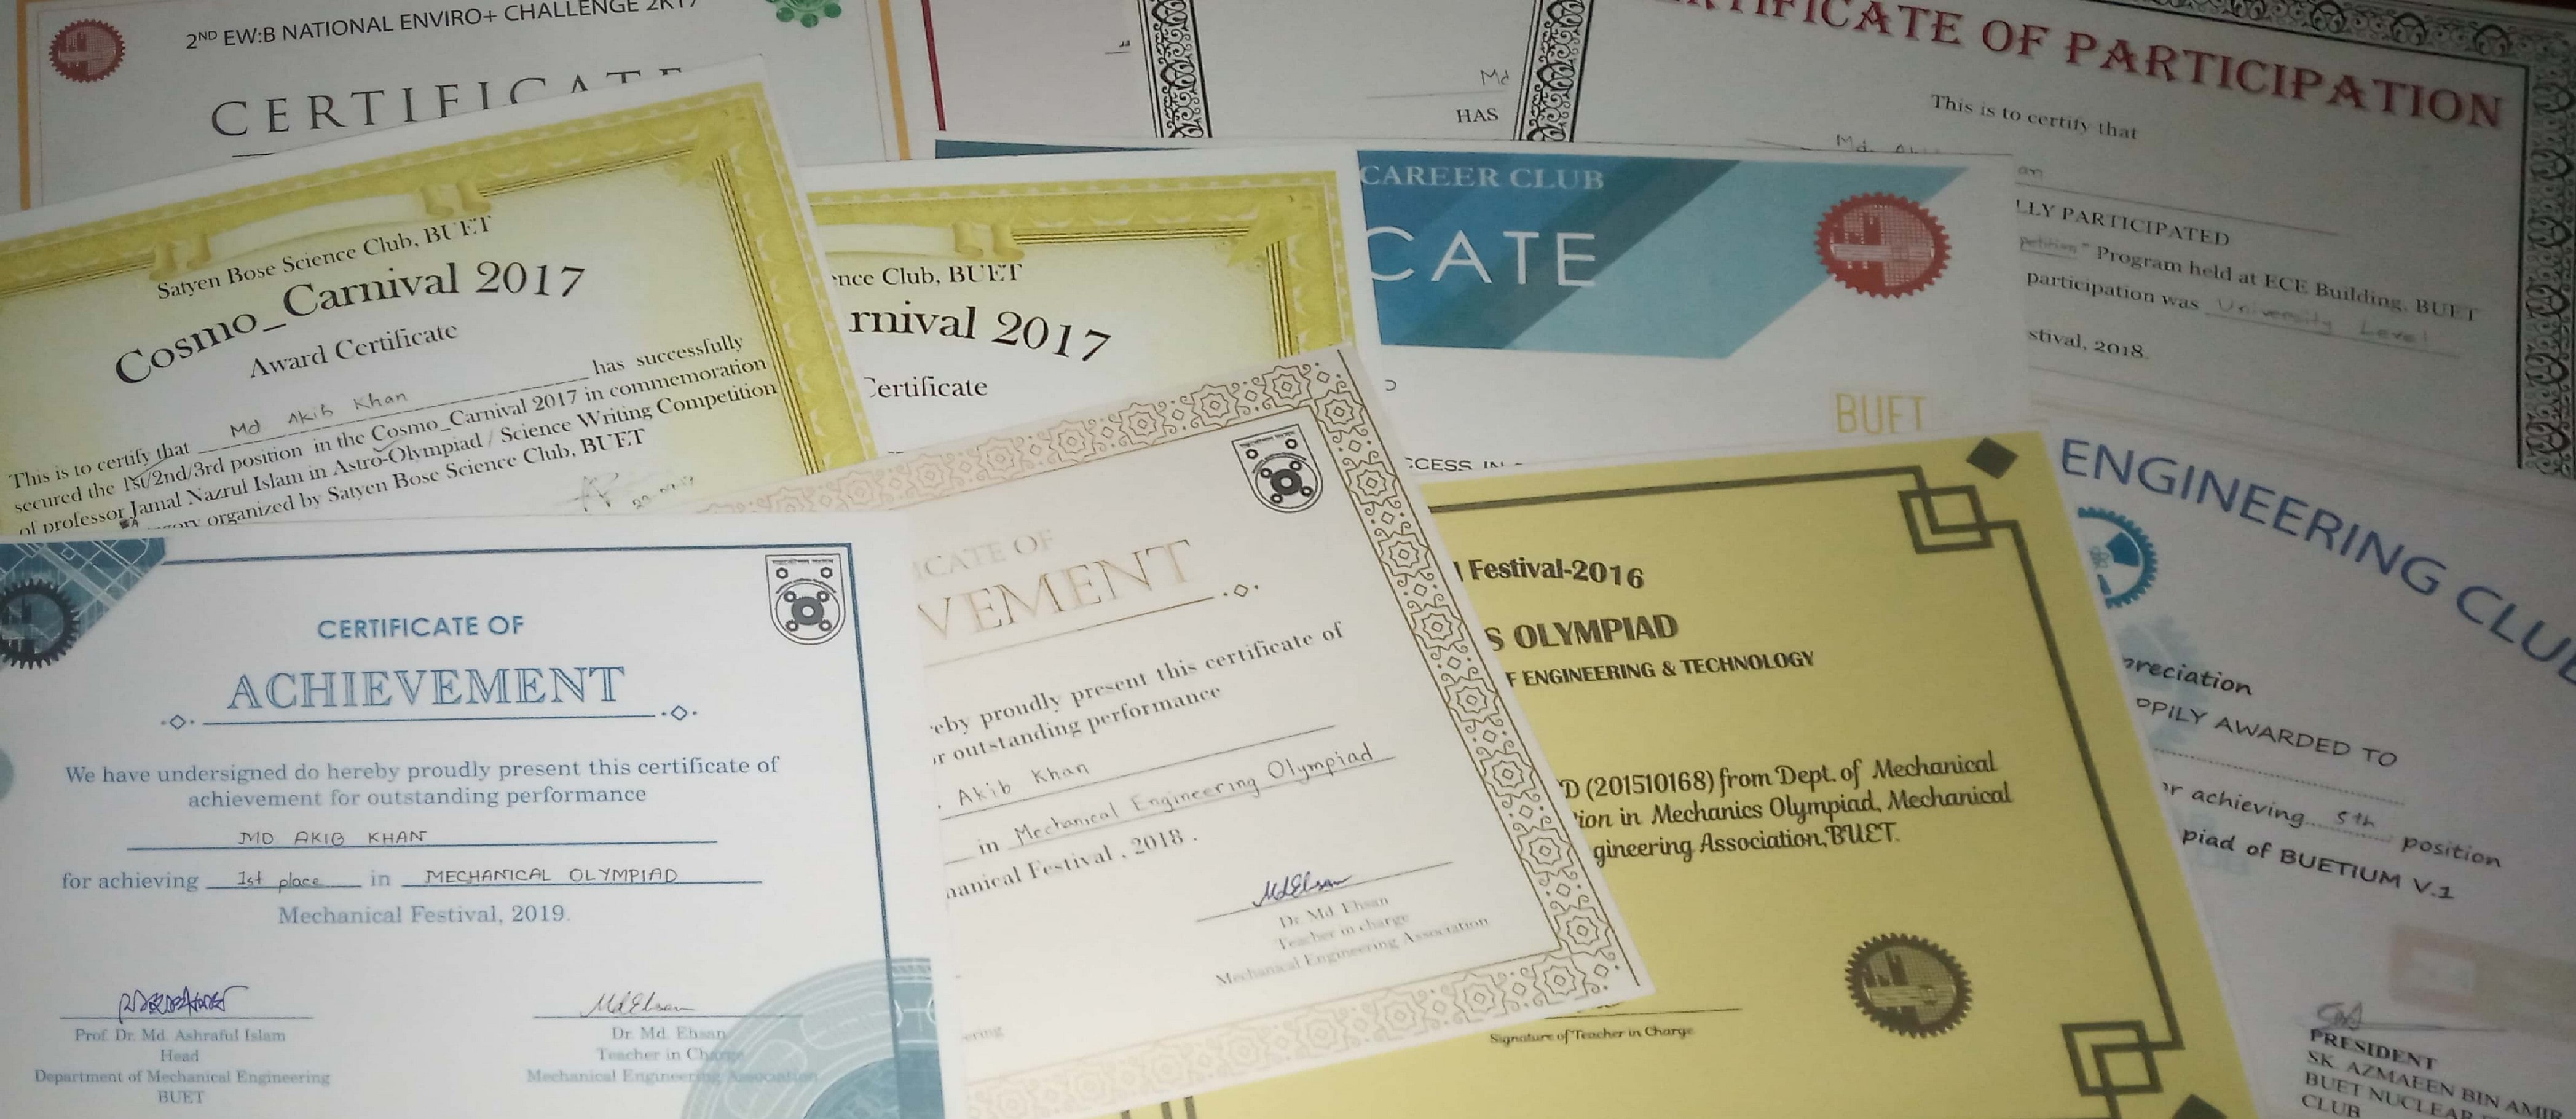 2ND EW:B NATIONAL ENVIRO+ CHALLENGE 2K17
CERTIFICATE
Md
HAS
CERTIFICATE OF PARTICIPATION
This is to certify that
Md.
an
LLY PARTICIPATED
Program held at ECE Building, BUET
participation was University Level
stival, 2018.
Satyen Bose Science Club, BUET
Cosmo_Carnival 2017
Award Certificate
This is to certify that Md Akib Khan has successfully
secured the 1st/2nd/3rd position in the Cosmo_Carnival 2017 in commemoration
of professor Jamal Nazrul Islam in Astro-Olympiad / Science Writing Competition
organized by Satyen Bose Science Club, BUET
ence Club, BUET
rnival 2017
Certificate
CAREER CLUB
CATE
BUET
CCESS IN
CERTIFICATE OF
ACHIEVEMENT
We have undersigned do hereby proudly present this certificate of
achievement for outstanding performance
MD AKIB KHAN
for achieving 1st place in MECHANICAL OLYMPIAD
Mechanical Festival, 2019.
Prof. Dr. Md. Ashraful Islam
Head
Department of Mechanical Engineering
BUET
Md Ehsan
Dr. Md. Ehsan
Teacher in Charge
Mechanical Engineering Association
ICATE OF
VEMENT
eby proudly present this certificate of
r outstanding performance
. Akib Khan
in Mechanical Engineering Olympiad
hanical Festival , 2018 .
Md Ehsan
Dr. Md. Ehsan
Teacher in charge
Mechanical Engineering Association
ering
l Festival-2016
S OLYMPIAD
F ENGINEERING & TECHNOLOGY
D (201510168) from Dept. of Mechanical
ion in Mechanics Olympiad, Mechanical
gineering Association, BUET.
Signature of Teacher in Charge
ENGINEERING CLUB
preciation
PPILY AWARDED TO
r achieving 5th position
piad of BUETIUM V.1
PRESIDENT
SK. AZMAEEN BIN AMIR
BUET NUCLEAR
CLUB